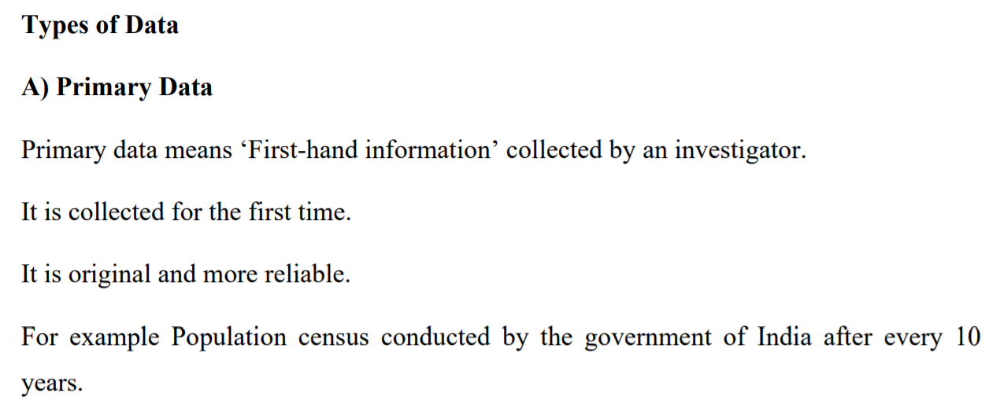 Types of Data
A) Primary Data
Primary data means ‘First-hand information’ collected by an investigator.
It is collected for the first time.
It is original and more reliable.
For example Population census conducted by the government of India after every 10
years.